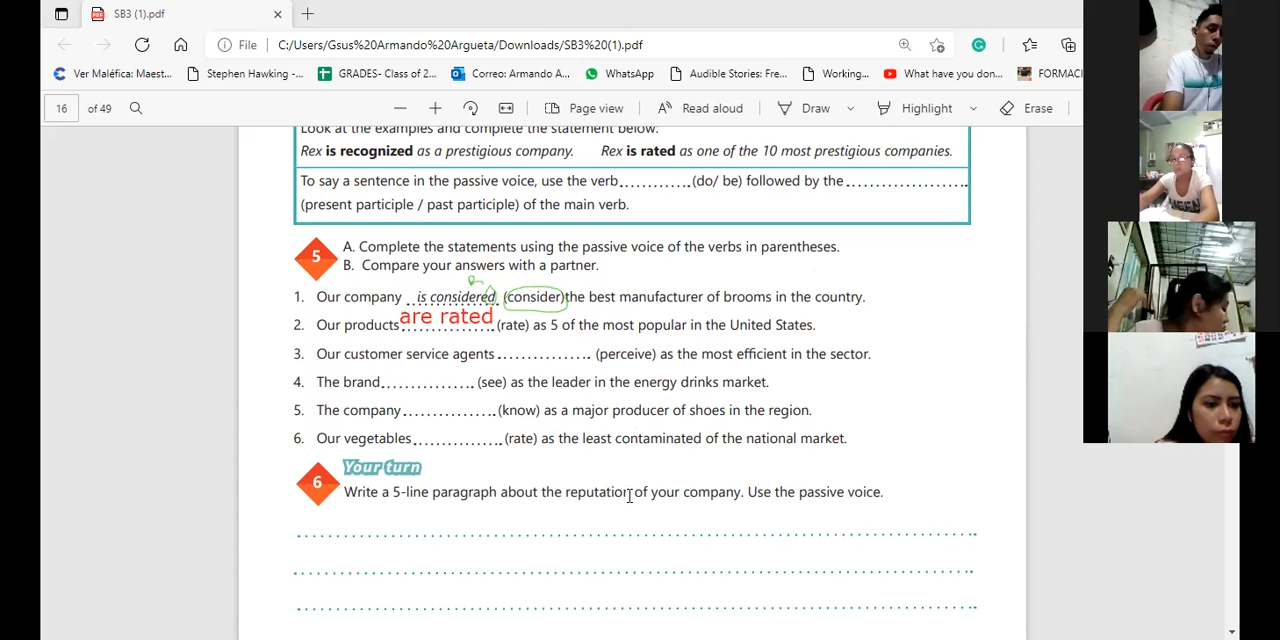 SB3 (1).pdf
File C:/Users/Gsus%20Armando%20Argueta/Downloads/SB3%20(1).pdf
Ver Maléfica: Maest... Stephen Hawking -... GRADES- Class of 2... Correo: Armando A... WhatsApp Audible Stories: Fre... Working... What have you don... FORMACI
16 of 49 Page view Read aloud Draw Highlight Erase
Look at the examples and complete the statement below:
Rex is recognized as a prestigious company. Rex is rated as one of the 10 most prestigious companies.
To say a sentence in the passive voice, use the verb............(do/ be) followed by the.....................
(present participle / past participle) of the main verb.
5 A. Complete the statements using the passive voice of the verbs in parentheses.
B. Compare your answers with a partner.
1. Our company ..is considered. (consider)the best manufacturer of brooms in the country.
are rated
2. Our products................(rate) as 5 of the most popular in the United States.
3. Our customer service agents ................ (perceive) as the most efficient in the sector.
4. The brand................ (see) as the leader in the energy drinks market.
5. The company................ (know) as a major producer of shoes in the region.
6. Our vegetables................ (rate) as the least contaminated of the national market.
Your turn
6 Write a 5-line paragraph about the reputation of your company. Use the passive voice.